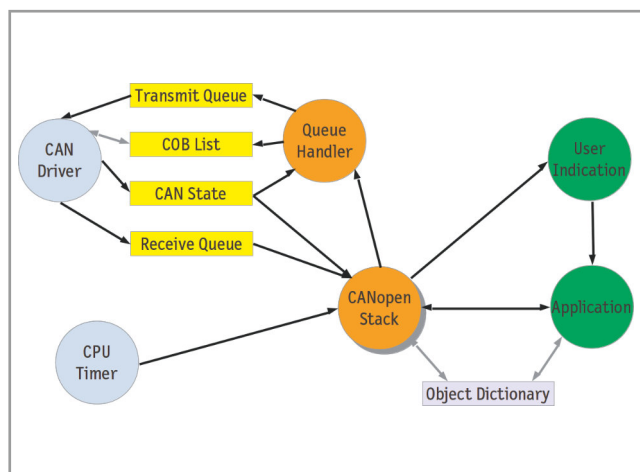 Transmit Queue
COB List
CAN State
Receive Queue
CAN
Driver
Queue
Handler
User
Indication
CANopen
Stack
Application
CPU
Timer
Object Dictionary